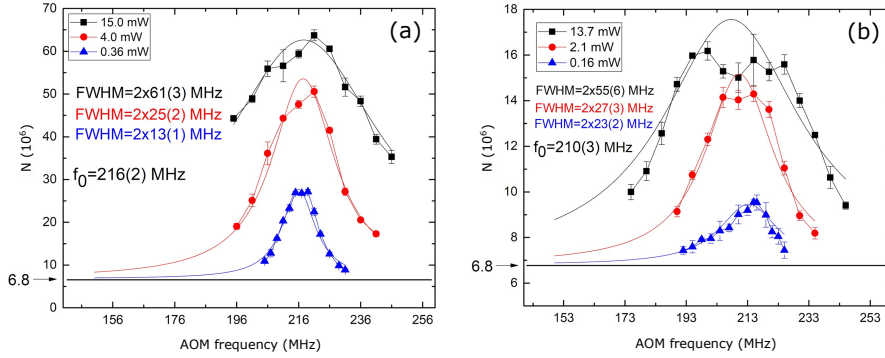 (a)
15.0 mW
4.0 mW
0.36 mW
FWHM=2x61(3) MHz
FWHM=2x25(2) MHz
FWHM=2x13(1) MHz
f0=216(2) MHz
N (10⁶)
70
60
50
40
30
20
10
0
6.8
156
176
196
216
236
256
AOM frequency (MHz)
(b)
13.7 mW
2.1 mW
0.16 mW
FWHM=2x55(6) MHz
FWHM=2x27(3) MHz
FWHM=2x23(2) MHz
f0=210(3) MHz
N (10⁶)
18
16
14
12
10
8
6
6.8
153
173
193
213
233
253
AOM frequency (MHz)